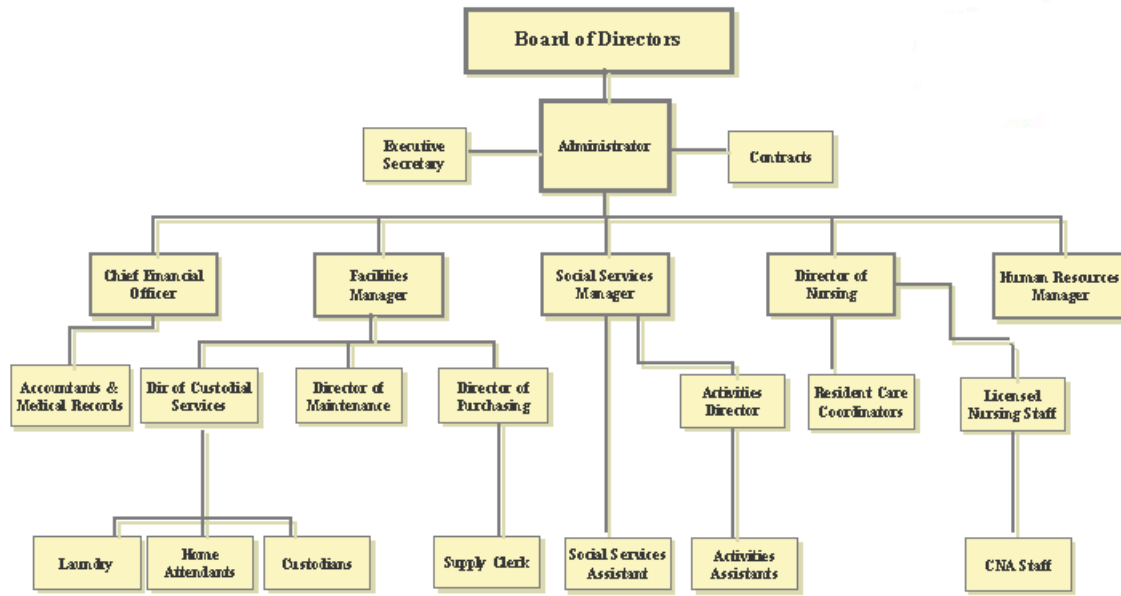 Board of Directors
Executive
Secretary
Administrator
Contracts
Chief Financial
Officer
Facilities
Manager
Social Services
Manager
Director of
Nursing
Human Resources
Manager
Accountants &
Medical Records
Dir of Custodial
Services
Director of
Maintenance
Director of
Purchasing
Activities
Director
Resident Care
Coordinators
Licensed
Nursing Staff
Laundry
Home
Attendants
Custodians
Supply Clerk
Social Services
Assistant
Activities
Assistants
CNA Staff